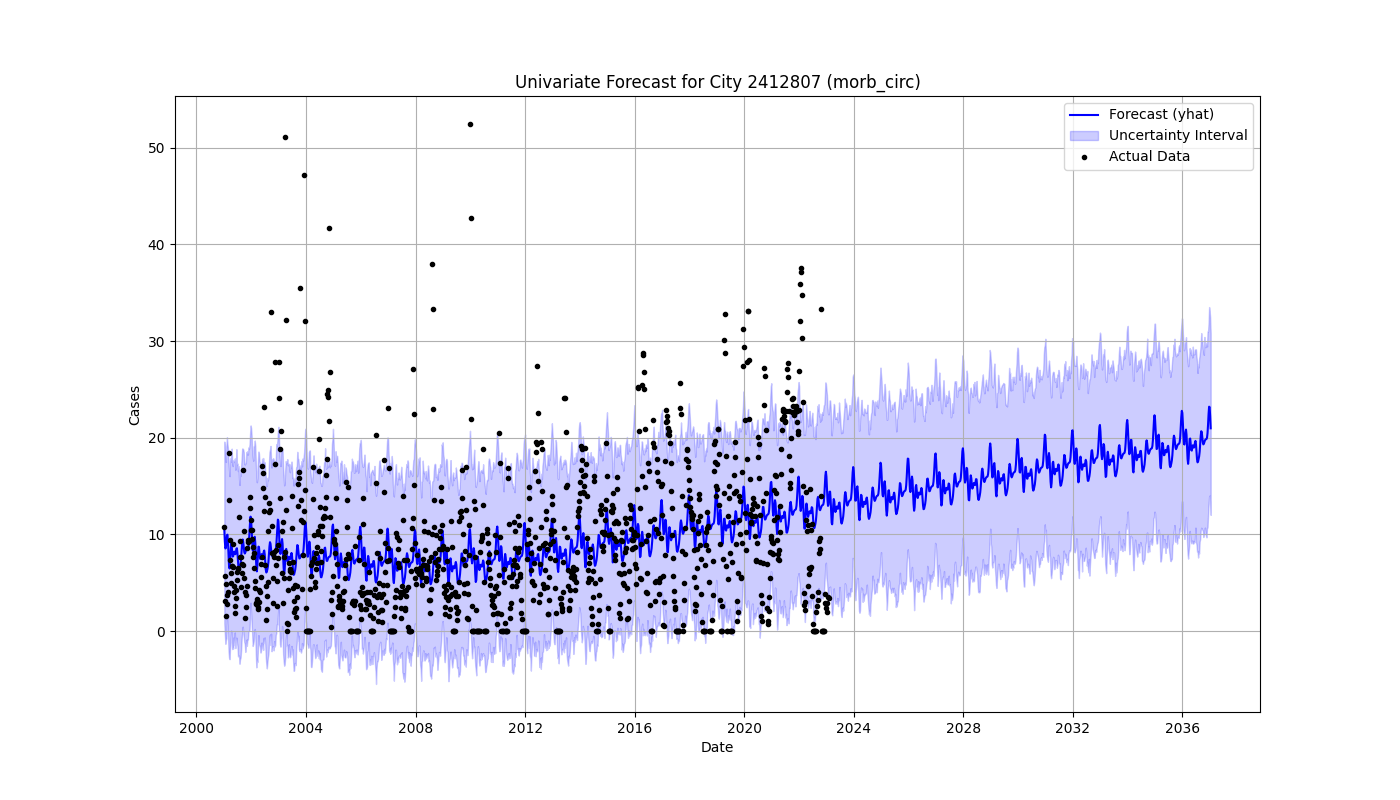 Univariate Forecast for City 2412807 (morb_circ)
Forecast (yhat)
Uncertainty Interval
Actual Data
Cases
50
40
30
20
10
0
2000 2004 2008 2012 2016 2020 2024 2028 2032 2036
Date